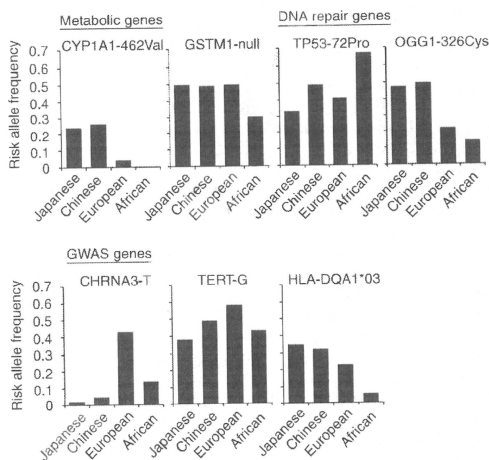 Metabolic genes
DNA repair genes
CYP1A1-462Val
GSTM1-null
TP53-72Pro
OGG1-326Cys
Risk allele frequency
0.7
0.6
0.5
0.4
0.3
0.2
0.1
0
Japanese
Chinese
European
African
Japanese
Chinese
European
African
Japanese
Chinese
European
African
Japanese
Chinese
European
African
GWAS genes
CHRNA3-T
TERT-G
HLA-DQA1*03
Risk allele frequency
0.7
0.6
0.5
0.4
0.3
0.2
0.1
0
Japanese
Chinese
European
African
Japanese
Chinese
European
African
Japanese
Chinese
European
African